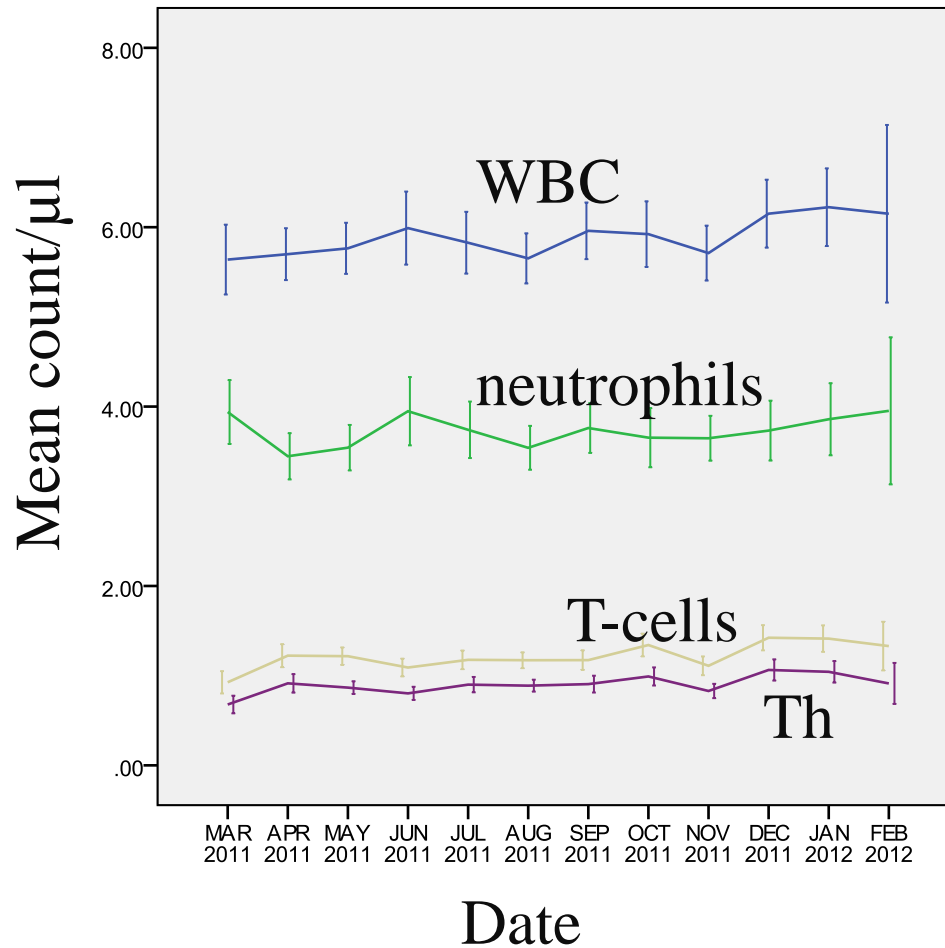 8.00
6.00
4.00
2.00
.00
Mean count/µl
WBC
neutrophils
T-cells
Th
MAR APR MAY JUN JUL AUG SEP OCT NOV DEC JAN FEB
2011 2011 2011 2011 2011 2011 2011 2011 2011 2011 2012 2012
Date